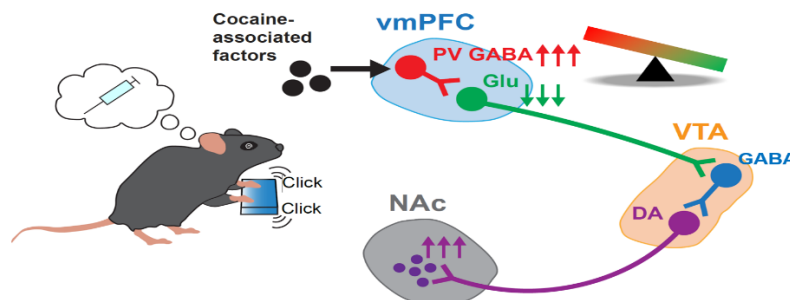 Cocaine-
associated
factors
vmPFC
PV GABA
Glu
VTA
GABA
DA
NAc
Click
Click